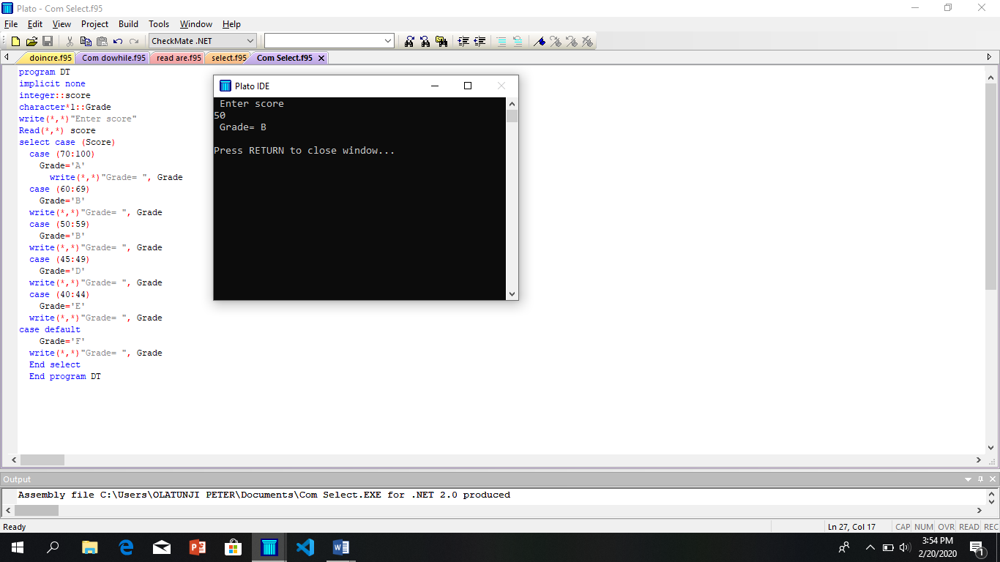 Plato - Com Select.f95
File Edit View Project Build Tools Window Help
CheckMate .NET
doincre.f95 Com dowhile.f95 read are.f95 select.f95 Com Select.f95
program DT
implicit none
integer::score
character*1::Grade
write(*,*)"Enter score"
Read(*,*) score
select case (Score)
case (70:100)
Grade='A'
write(*,*)"Grade= ", Grade
case (60:69)
Grade='B'
write(*,*)"Grade= ", Grade
case (50:59)
Grade='B'
write(*,*)"Grade= ", Grade
case (45:49)
Grade='D'
write(*,*)"Grade= ", Grade
case (40:44)
Grade='E'
write(*,*)"Grade= ", Grade
case default
Grade='F'
write(*,*)"Grade= ", Grade
End select
End program DT
Plato IDE
Enter score
50
Grade= B
Press RETURN to close window...
Output
Assembly file C:\Users\OLATUNJI PETER\Documents\Com Select.EXE for .NET 2.0 produced
Ready Ln 27, Col 17 CAP NUM OVR READ REC
3:54 PM
2/20/2020
1